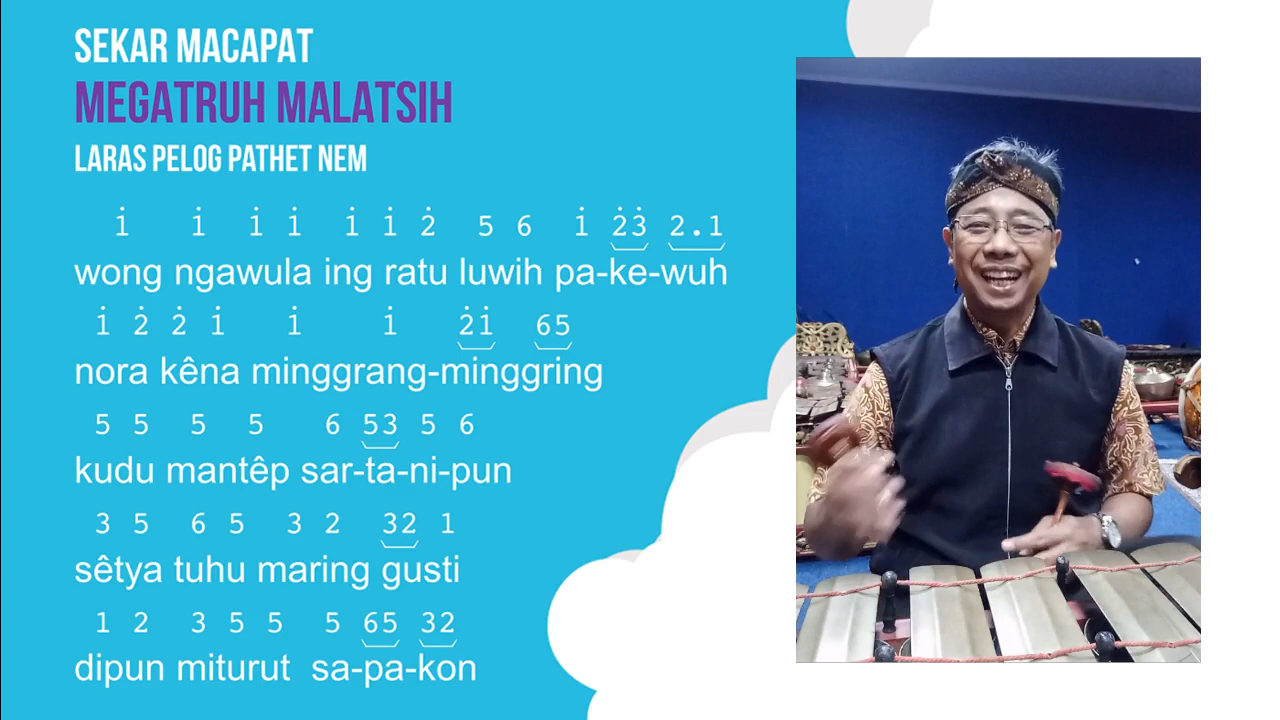 SEKAR MACAPAT
MEGATRUH MALATSIH
LARAS PELOG PATHET NEM
i̇ i̇ i̇ i̇ i̇ i̇ 2̇ 5 6 i̇ 2̇3̇ 2.1
wong ngawula ing ratu luwih pa-ke-wuh
i̇ 2̇ 2̇ i̇ i̇ i̇ 2̇i̇ 65
nora kêna minggrang-minggring
5 5 5 5 6 53 5 6
kudu mantêp sar-ta-ni-pun
3 5 6 5 3 2 32 1
sêtya tuhu maring gusti
1 2 3 5 5 5 65 32
dipun miturut sa-pa-kon